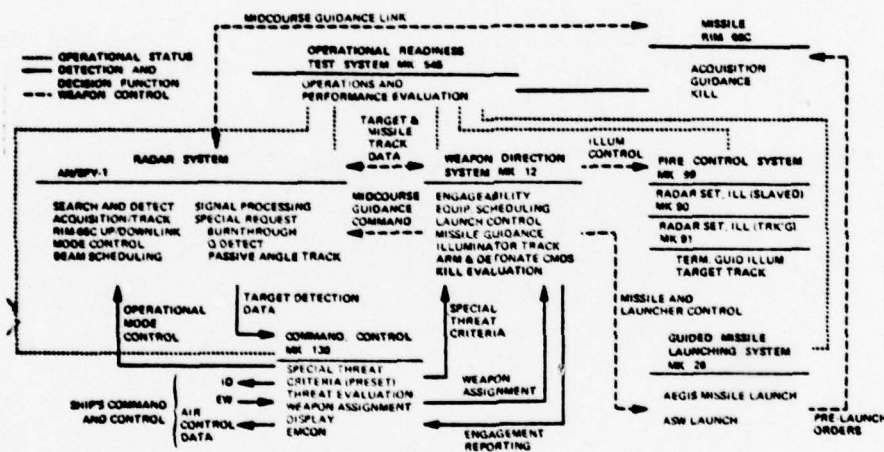 MIDCOURSE GUIDANCE LINK
MISSILE
RIM 66C
ACQUISITION
GUIDANCE
KILL
OPERATIONAL STATUS
DETECTION AND
DECISION FUNCTION
WEAPON CONTROL
OPERATIONAL READINESS
TEST SYSTEM MK 545
OPERATIONS AND
PERFORMANCE EVALUATION
TARGET &
MISSILE
TRACK
DATA
ILLUM
CONTROL
RADAR SYSTEM
AN/SPY-1
SEARCH AND DETECT
ACQUISITION/TRACK
RIM-66C UP/DOWNLINK
MODE CONTROL
BEAM SCHEDULING
SIGNAL PROCESSING
SPECIAL REQUEST
BURNTHROUGH
Q DETECT
PASSIVE ANGLE TRACK
MIDCOURSE
GUIDANCE
COMMAND
WEAPON DIRECTION
SYSTEM MK 12
ENGAGEABILITY
EQUIP. SCHEDULING
LAUNCH CONTROL
MISSILE GUIDANCE
ILLUMINATOR TRACK
ARM & DETONATE CMDS
KILL EVALUATION
FIRE CONTROL SYSTEM
MK 99
RADAR SET, ILL (SLAVED)
MK 90
RADAR SET, ILL (TRK'G)
MK 91
TERM. GUID ILLUM
TARGET TRACK
OPERATIONAL
MODE
CONTROL
TARGET DETECTION
DATA
SPECIAL
THREAT
CRITERIA
MISSILE AND
LAUNCHER CONTROL
COMMAND, CONTROL
MK 130
SPECIAL THREAT
CRITERIA (PRESET)
THREAT EVALUATION
WEAPON ASSIGNMENT
DISPLAY
EMCON
ID
EW
SHIP'S COMMAND
AND CONTROL
AIR
CONTROL
DATA
WEAPON
ASSIGNMENT
ENGAGEMENT
REPORTING
GUIDED MISSILE
LAUNCHING SYSTEM
MK 26
AEGIS MISSILE LAUNCH
ASW LAUNCH
PRE-LAUNCH
ORDERS